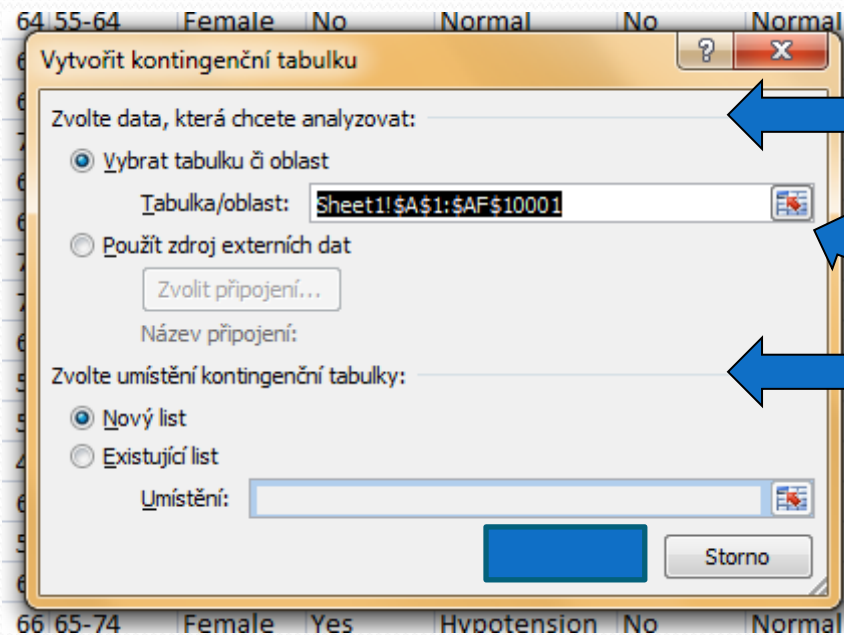 64 55-64 Female No Normal No Normal
Vytvořit kontingenční tabulku
Zvolte data, která chcete analyzovat:
Vybrat tabulku či oblast
Tabulka/oblast: Sheet1!$A$1:$AF$10001
Použít zdroj externích dat
Zvolit připojení...
Název připojení:
Zvolte umístění kontingenční tabulky:
Nový list
Existující list
Umístění:
Storno
66 65-74 Female Yes Hypotension No Normal